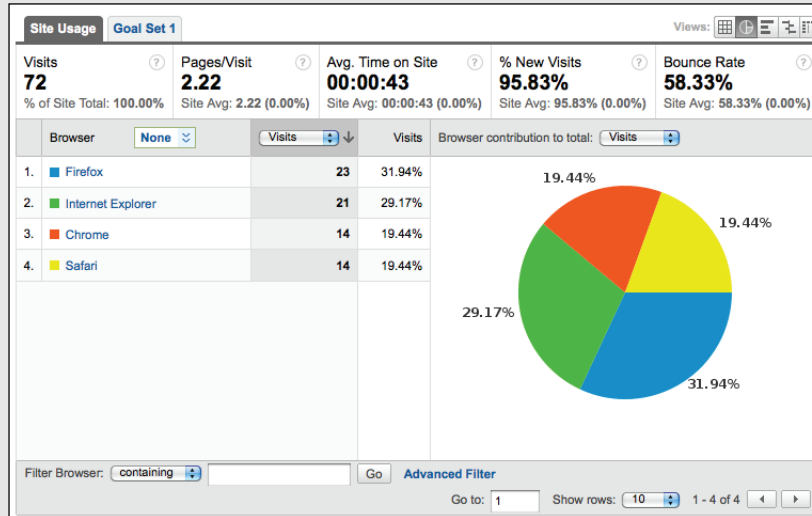 Site Usage Goal Set 1 Views:
Visits ? Pages/Visit ? Avg. Time on Site ? % New Visits ? Bounce Rate ?
72 2.22 00:00:43 95.83% 58.33%
% of Site Total: 100.00% Site Avg: 2.22 (0.00%) Site Avg: 00:00:43 (0.00%) Site Avg: 95.83% (0.00%) Site Avg: 58.33% (0.00%)
Browser None Visits Visits Browser contribution to total: Visits
1. Firefox 23 31.94%
2. Internet Explorer 21 29.17%
3. Chrome 14 19.44%
4. Safari 14 19.44%
19.44%
19.44%
29.17%
31.94%
Filter Browser: containing Go Advanced Filter
Go to: 1 Show rows: 10 1 - 4 of 4